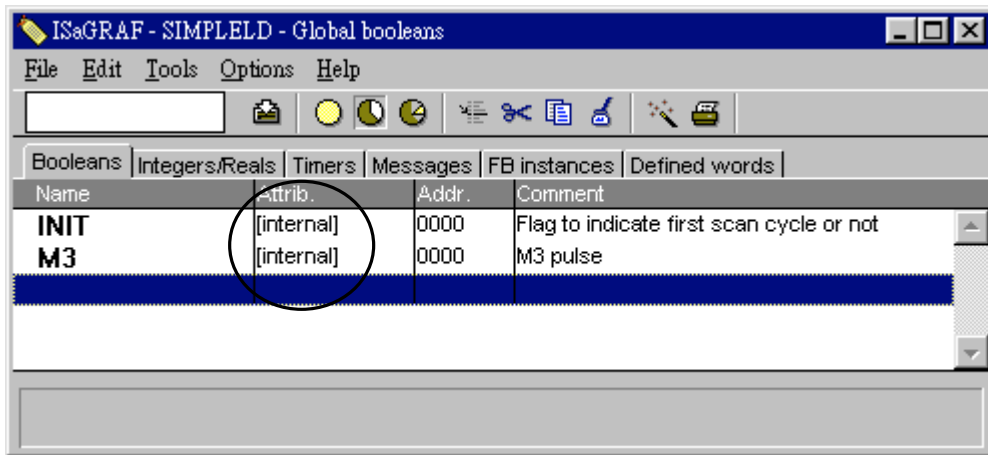 ISaGRAF - SIMPLELD - Global booleans
File Edit Tools Options Help
Booleans Integers/Reals Timers Messages FB instances Defined words
Name Attrib. Addr. Comment
INIT [internal] 0000 Flag to indicate first scan cycle or not
M3 [internal] 0000 M3 pulse